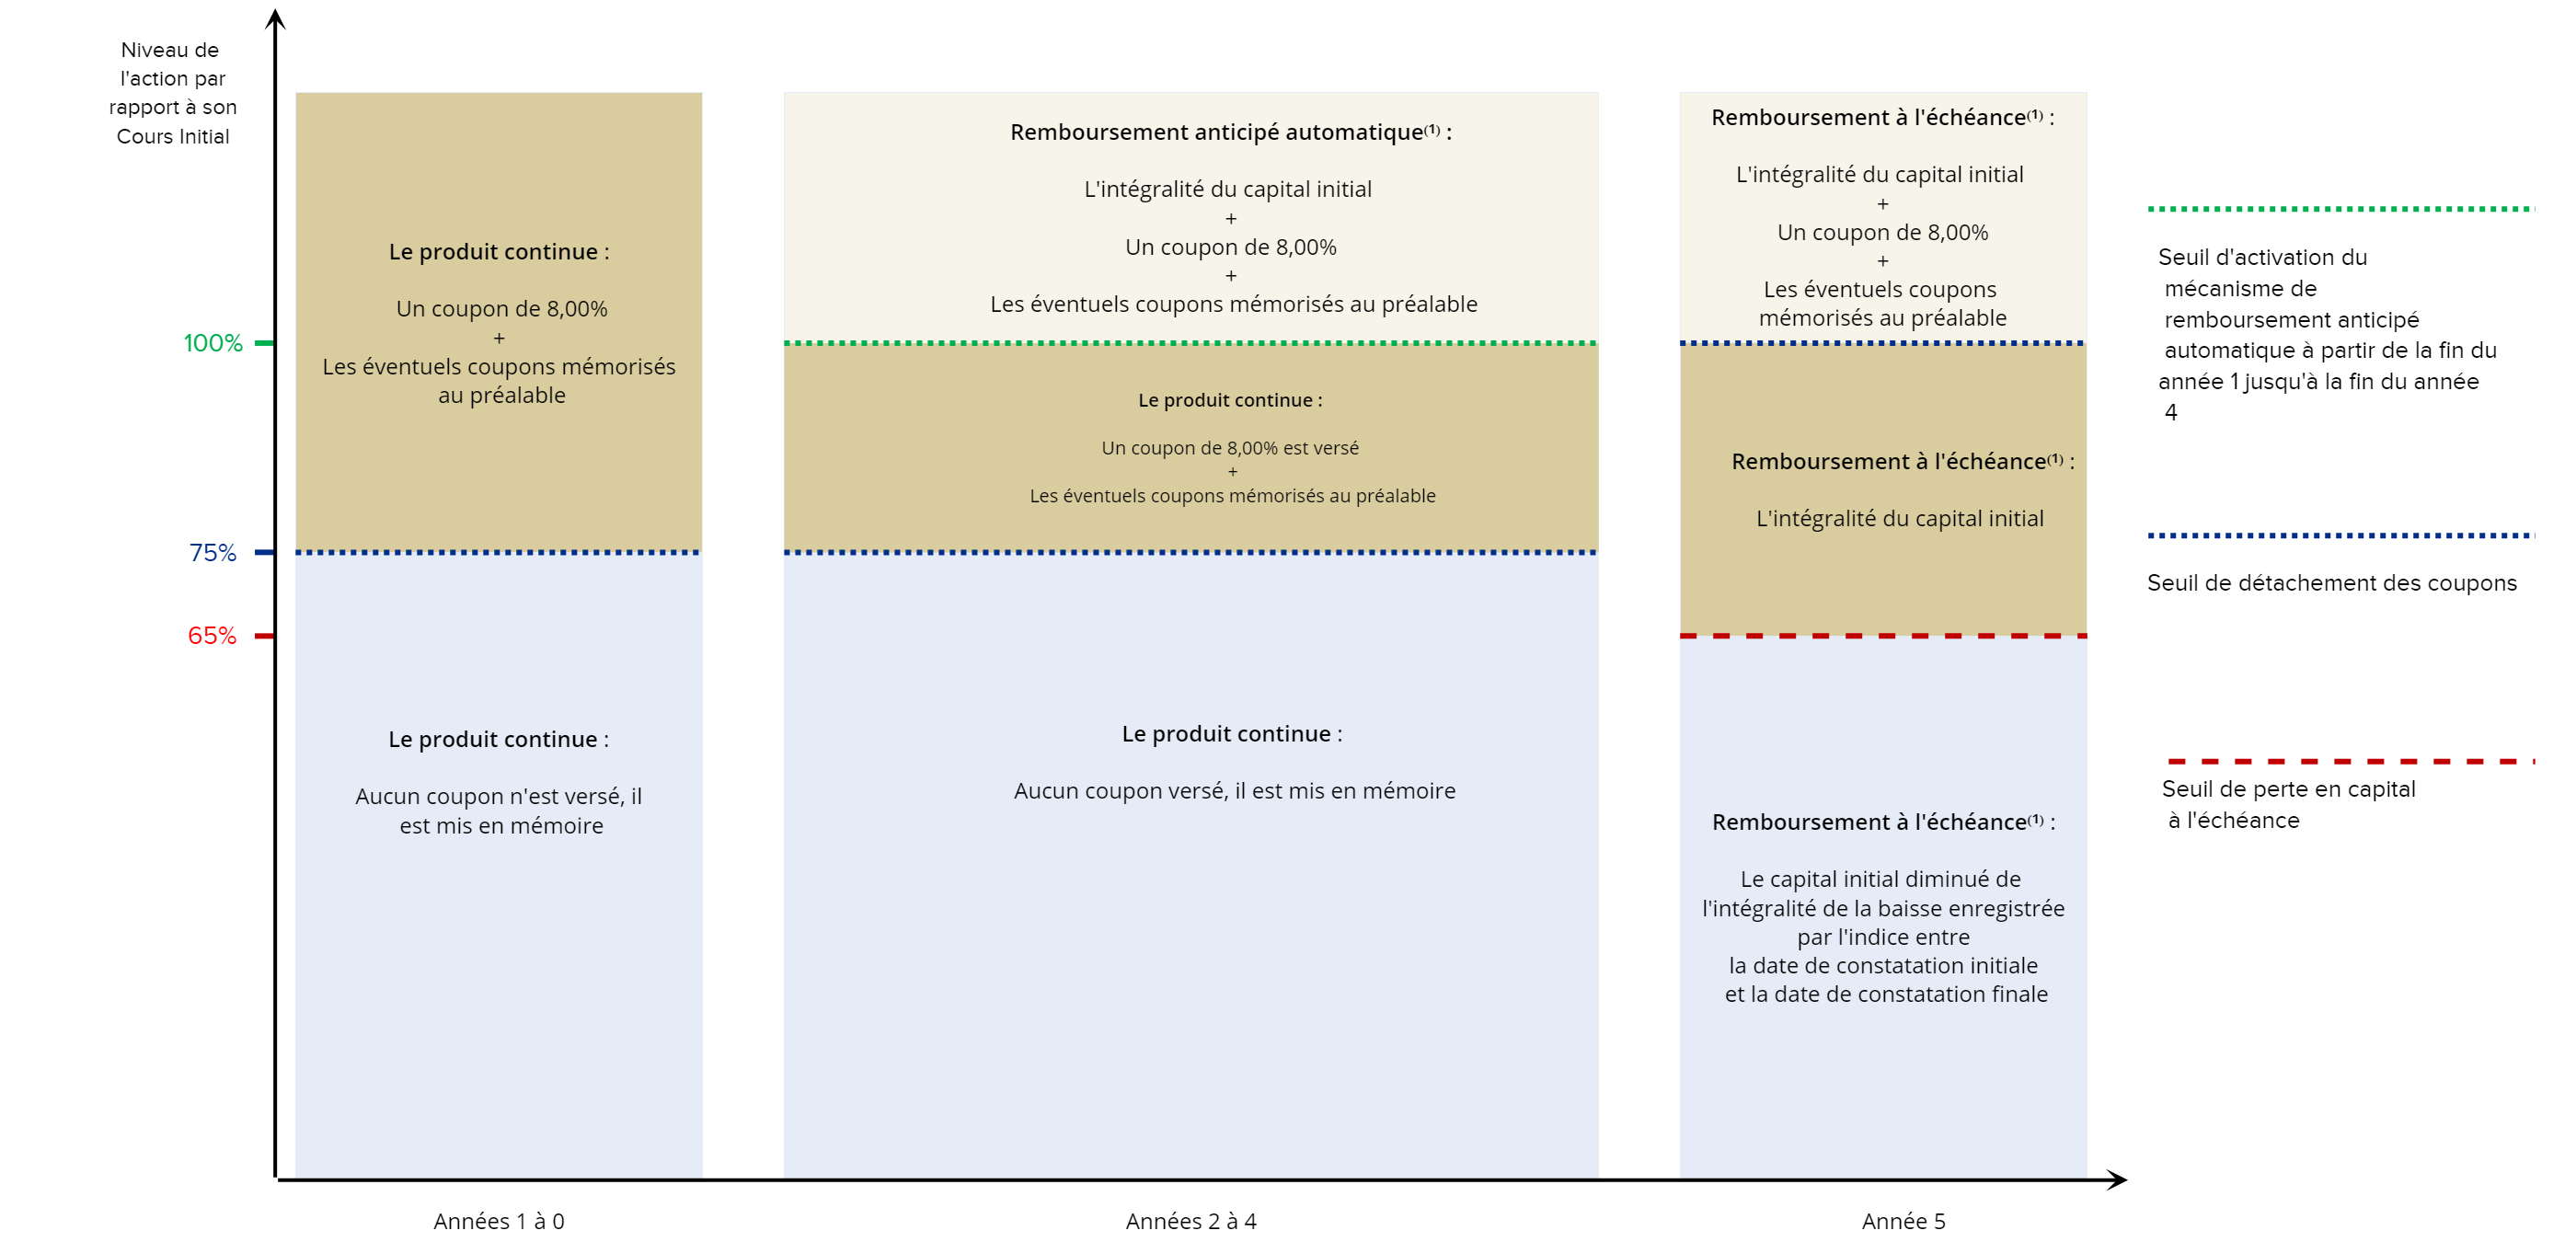 Niveau de
l'action par
rapport à son
Cours Initial
100%
75%
65%
Le produit continue :
Un coupon de 8,00%
+
Les éventuels coupons mémorisés
au préalable
Le produit continue :
Aucun coupon n'est versé, il
est mis en mémoire
Années 1 à 0
Remboursement anticipé automatique⁽¹⁾ :
L'intégralité du capital initial
+
Un coupon de 8,00%
+
Les éventuels coupons mémorisés au préalable
Le produit continue :
Un coupon de 8,00% est versé
+
Les éventuels coupons mémorisés au préalable
Le produit continue :
Aucun coupon versé, il est mis en mémoire
Années 2 à 4
Remboursement à l'échéance⁽¹⁾ :
L'intégralité du capital initial
+
Un coupon de 8,00%
+
Les éventuels coupons
mémorisés au préalable
Remboursement à l'échéance⁽¹⁾ :
L'intégralité du capital initial
Remboursement à l'échéance⁽¹⁾ :
Le capital initial diminué de
l'intégralité de la baisse enregistrée
par l'indice entre
la date de constatation initiale
et la date de constatation finale
Année 5
Seuil d'activation du
mécanisme de
remboursement anticipé
automatique à partir de la fin du
année 1 jusqu'à la fin du année
4
Seuil de détachement des coupons
Seuil de perte en capital
à l'échéance